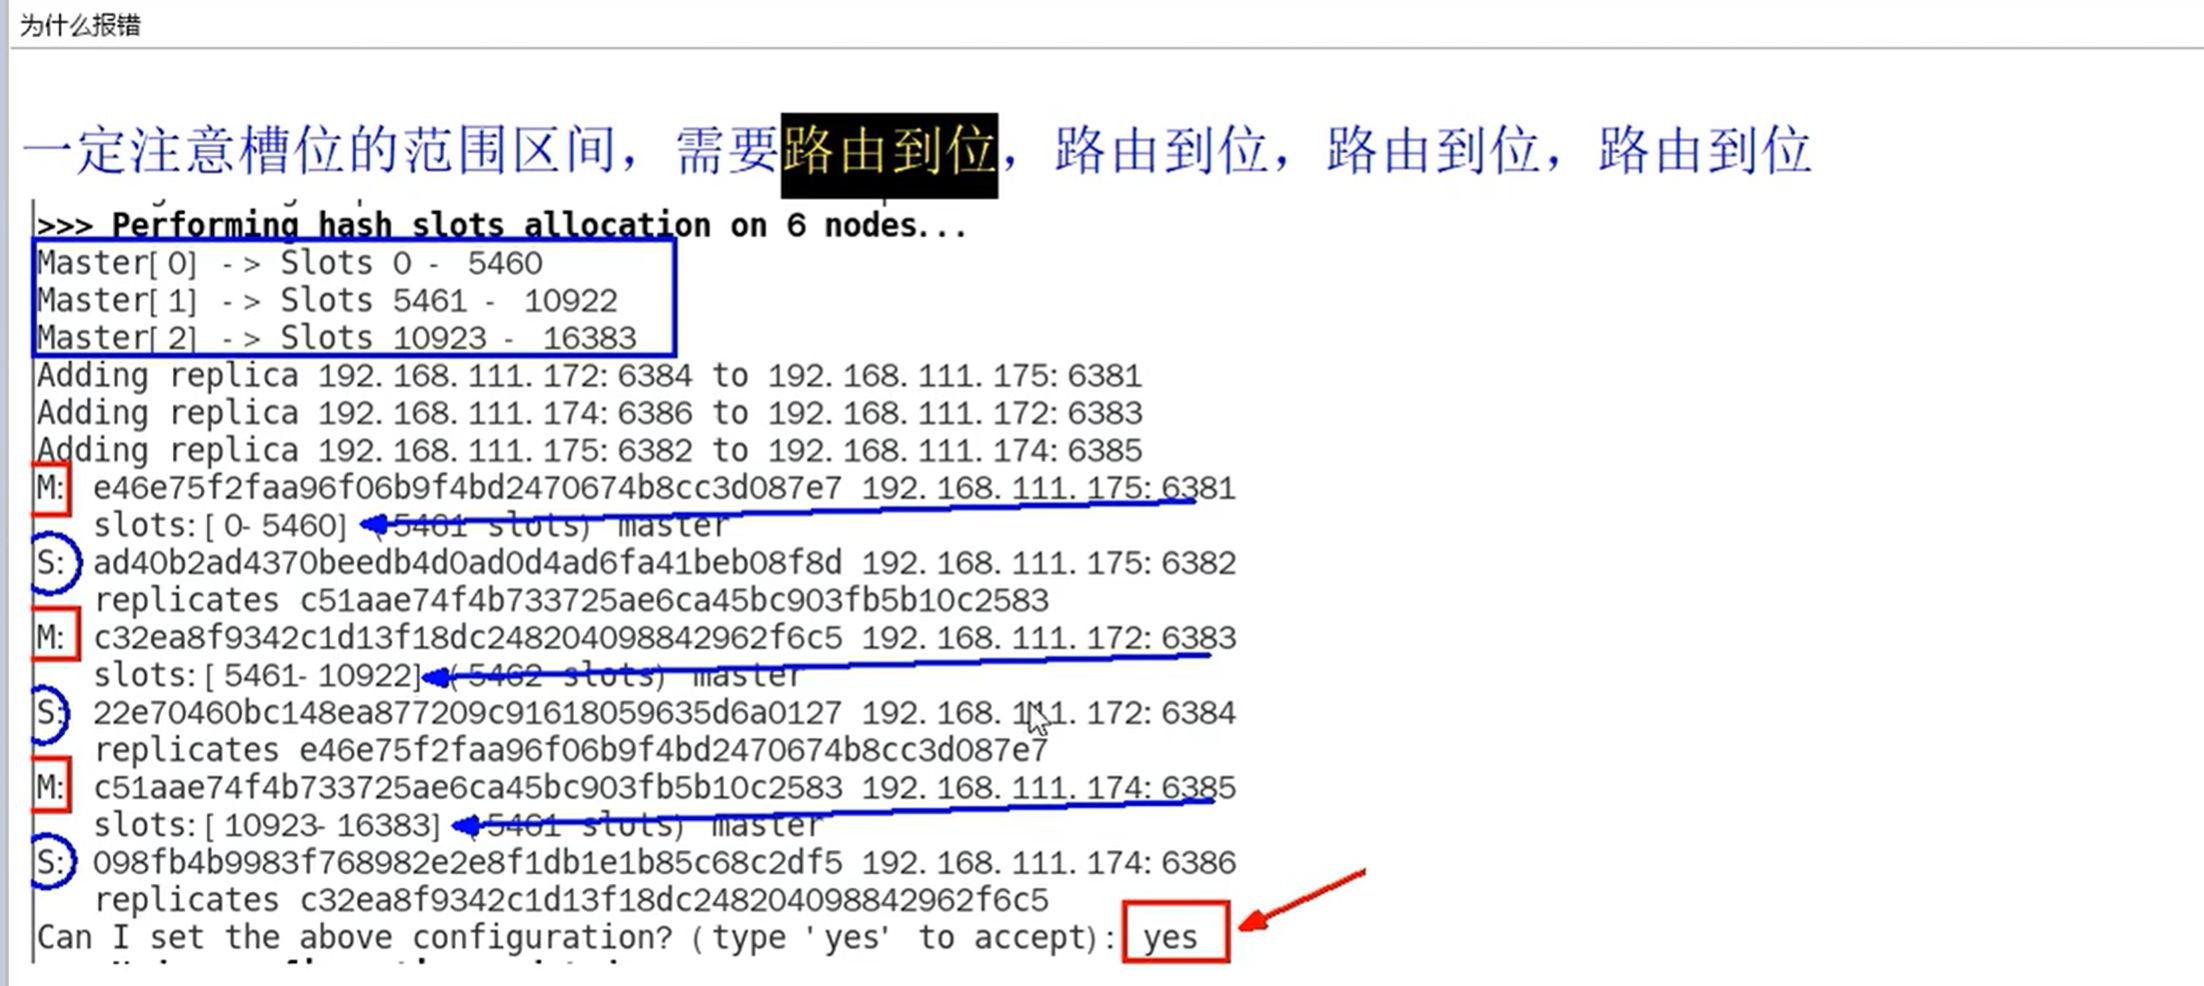 为什么报错
一定注意槽位的范围区间，需要路由到位，路由到位，路由到位，路由到位
>>> Performing hash slots allocation on 6 nodes...
Master[0] -> Slots 0 - 5460
Master[1] -> Slots 5461 - 10922
Master[2] -> Slots 10923 - 16383
Adding replica 192.168.111.172:6384 to 192.168.111.175:6381
Adding replica 192.168.111.174:6386 to 192.168.111.172:6383
Adding replica 192.168.111.175:6382 to 192.168.111.174:6385
M: e46e75f2faa96f06b9f4bd2470674b8cc3d087e7 192.168.111.175:6381
slots:[0-5460] (5461 slots) master
S: ad40b2ad4370beedb4d0ad0d4ad6fa41beb08f8d 192.168.111.175:6382
replicates c51aae74f4b733725ae6ca45bc903fb5b10c2583
M: c32ea8f9342c1d13f18dc248204098842962f6c5 192.168.111.172:6383
slots:[5461-10922] (5462 slots) master
S: 22e70460bc148ea877209c91618059635d6a0127 192.168.111.172:6384
replicates e46e75f2faa96f06b9f4bd2470674b8cc3d087e7
M: c51aae74f4b733725ae6ca45bc903fb5b10c2583 192.168.111.174:6385
slots:[10923-16383] (5461 slots) master
S: 098fb4b9983f768982e2e8f1db1e1b85c68c2df5 192.168.111.174:6386
replicates c32ea8f9342c1d13f18dc248204098842962f6c5
Can I set the above configuration? (type 'yes' to accept): yes